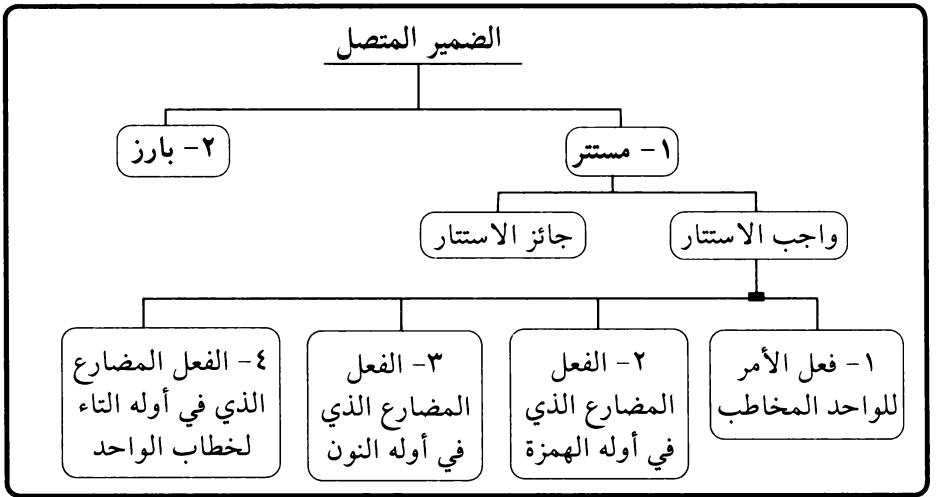 الضمير المتصل
١- مستتر
٢- بارز
واجب الاستتار
جائز الاستتار
١- فعل الأمر
للواحد المخاطب
٢- الفعل
المضارع الذي
في أوله الهمزة
٣- الفعل
المضارع الذي
في أوله النون
٤- الفعل المضارع
الذي في أوله التاء
لخطاب الواحد